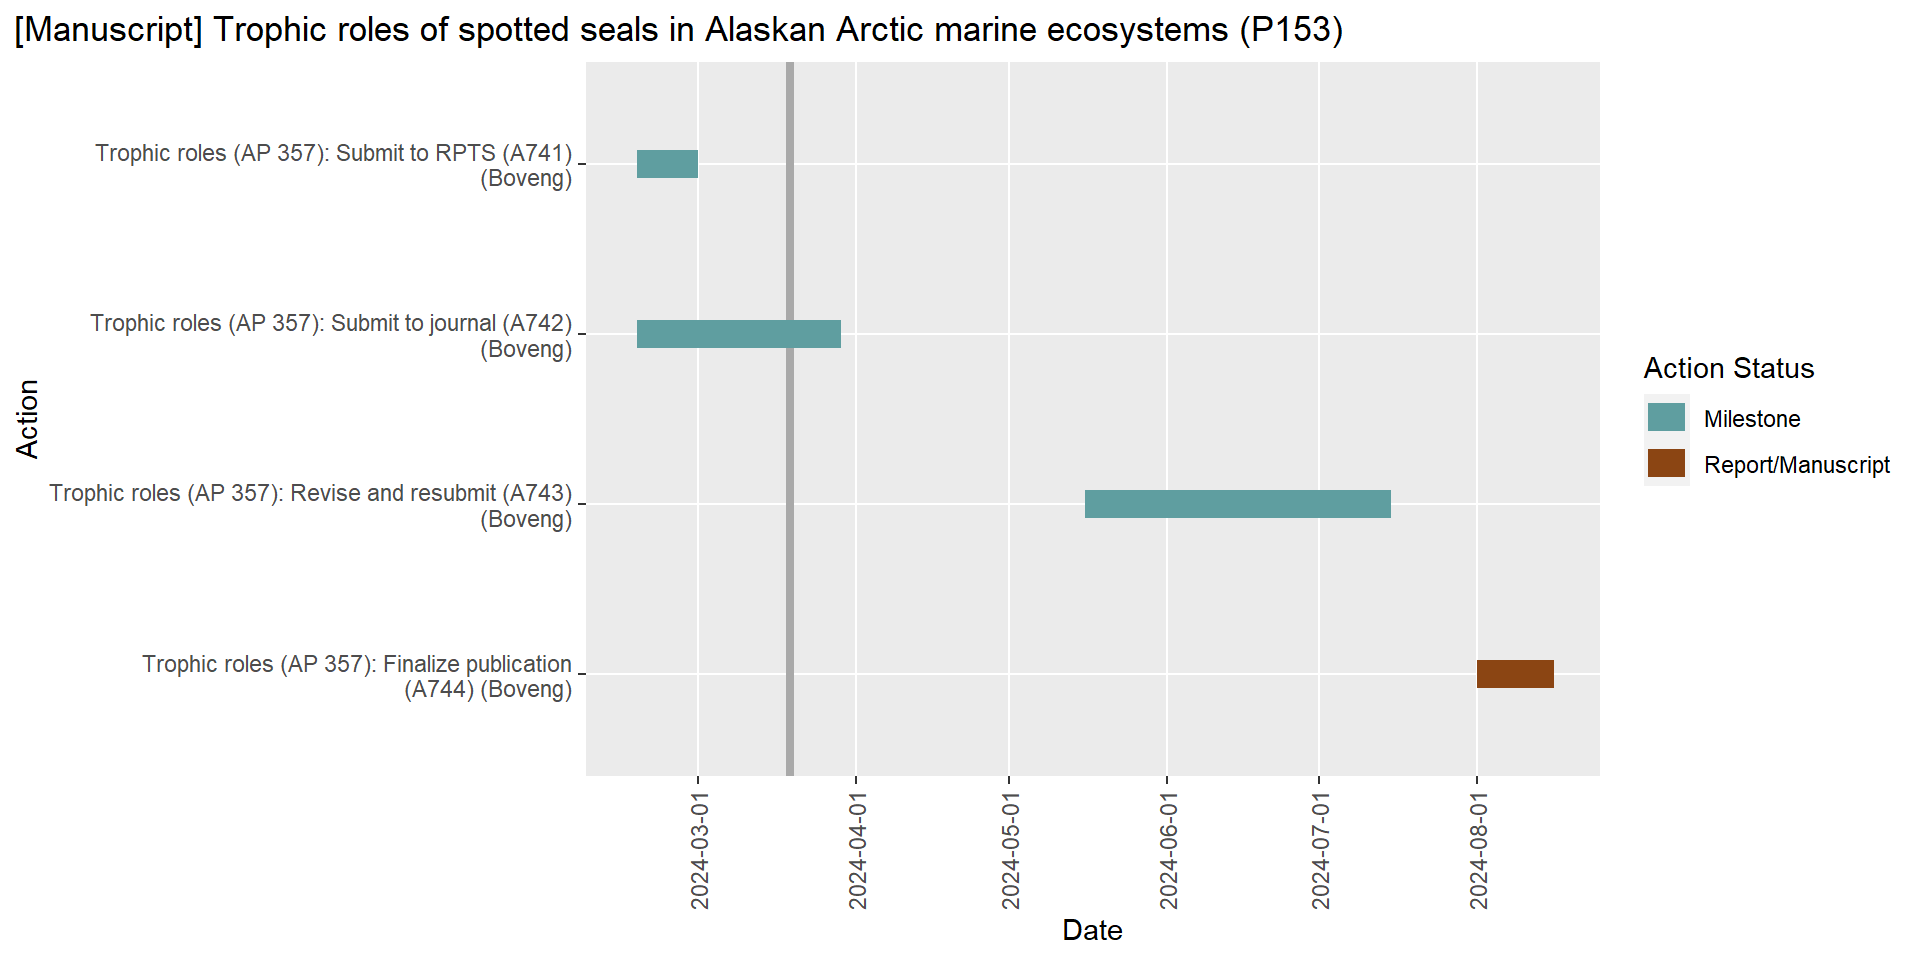 [Manuscript] Trophic roles of spotted seals in Alaskan Arctic marine ecosystems (P153)
Trophic roles (AP 357): Submit to RPTS (A741)
(Boveng)
Trophic roles (AP 357): Submit to journal (A742)
(Boveng)
Trophic roles (AP 357): Revise and resubmit (A743)
(Boveng)
Trophic roles (AP 357): Finalize publication
(A744) (Boveng)
Action
2024-03-01
2024-04-01
2024-05-01
2024-06-01
2024-07-01
2024-08-01
Date
Action Status
Milestone
Report/Manuscript